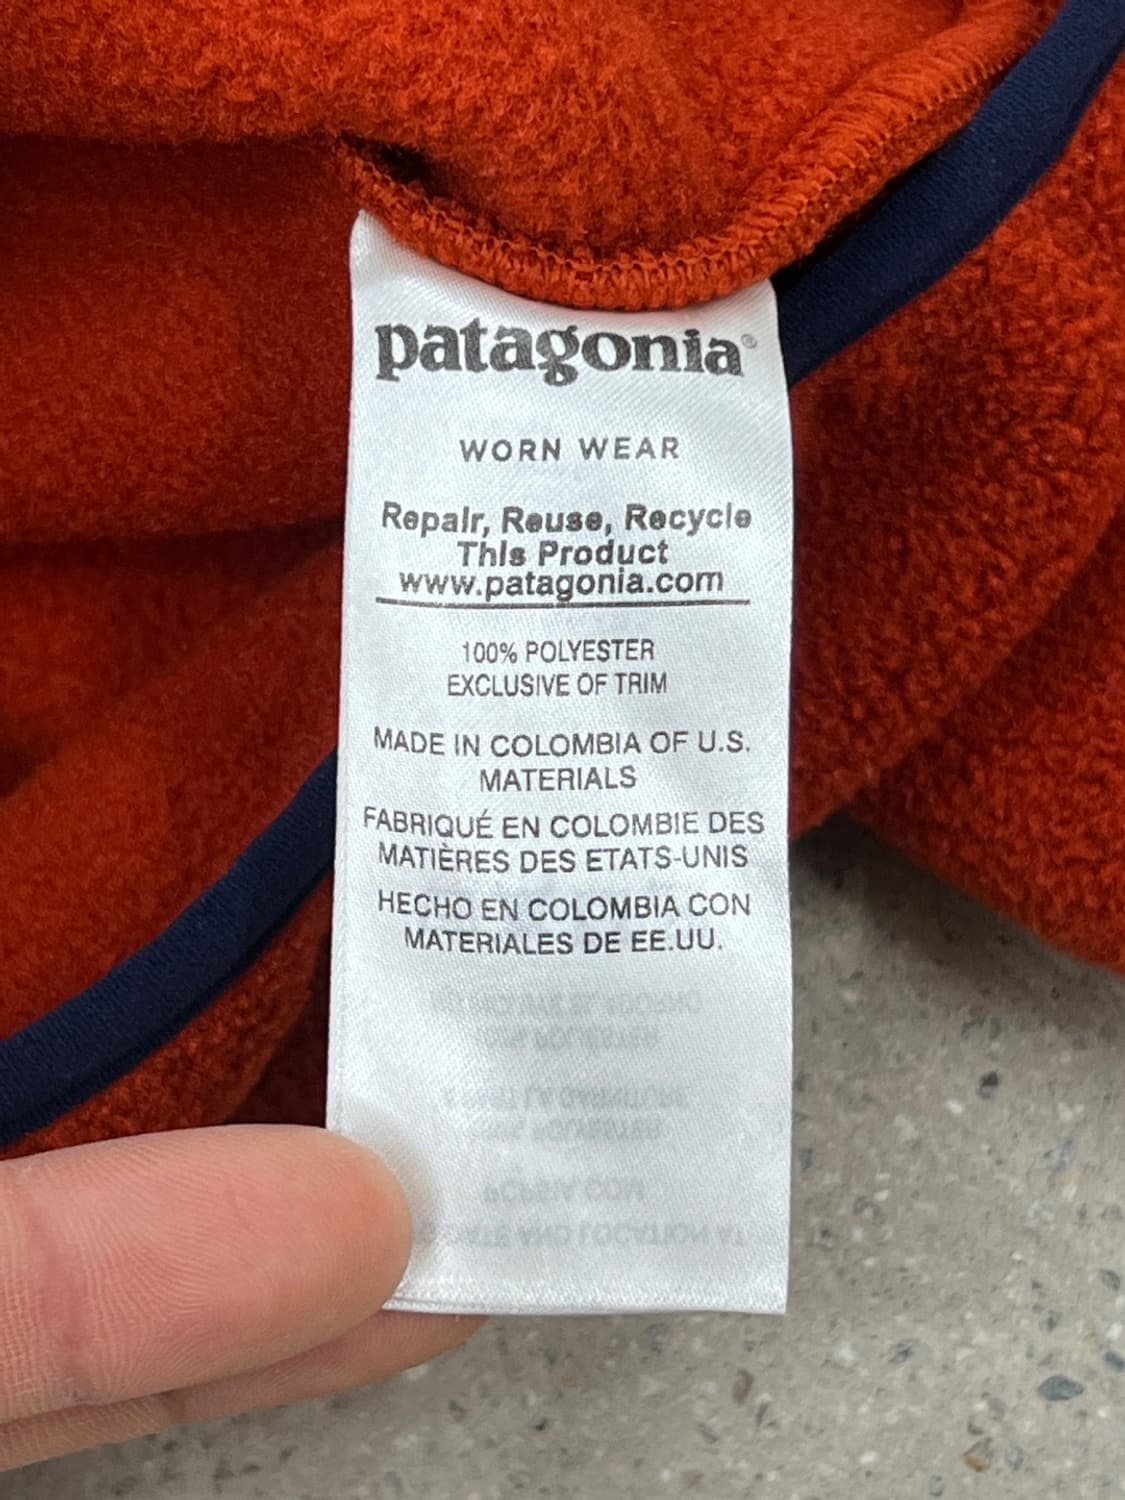 patagonia®
WORN WEAR
Repair, Reuse, Recycle
This Product
www.patagonia.com
100% POLYESTER
EXCLUSIVE OF TRIM
MADE IN COLOMBIA OF U.S.
MATERIALS
FABRIQUÉ EN COLOMBIE DES
MATIÈRES DES ETATS-UNIS
HECHO EN COLOMBIA CON
MATERIALES DE EE.UU.